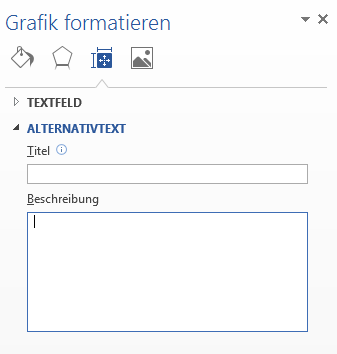 Grafik formatieren
TEXTFELD
ALTERNATIVTEXT
Titel
Beschreibung